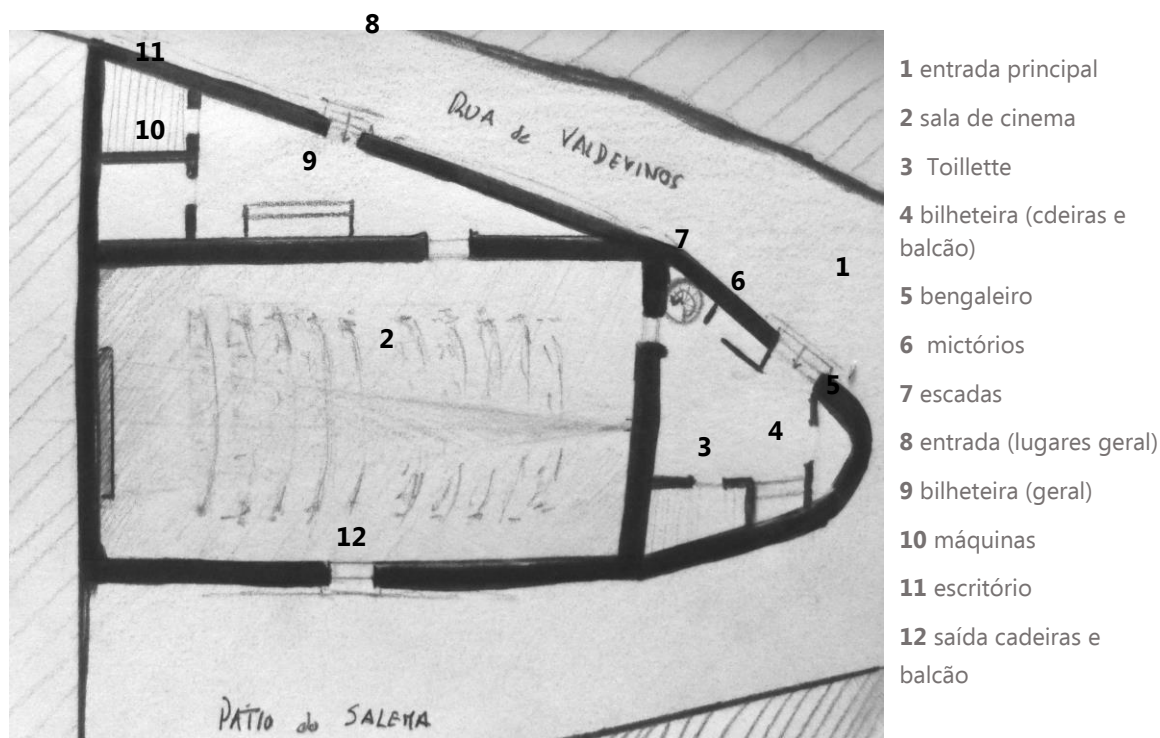 8
11
10
9
RUA de VALDEVINOS
7
6
1
2
5
4
3
12
PÁTIO do SALEMA
1 entrada principal
2 sala de cinema
3 Toillette
4 bilheteira (cdeiras e
balcão)
5 bengaleiro
6 mictórios
7 escadas
8 entrada (lugares geral)
9 bilheteira (geral)
10 máquinas
11 escritório
12 saída cadeiras e
balcão